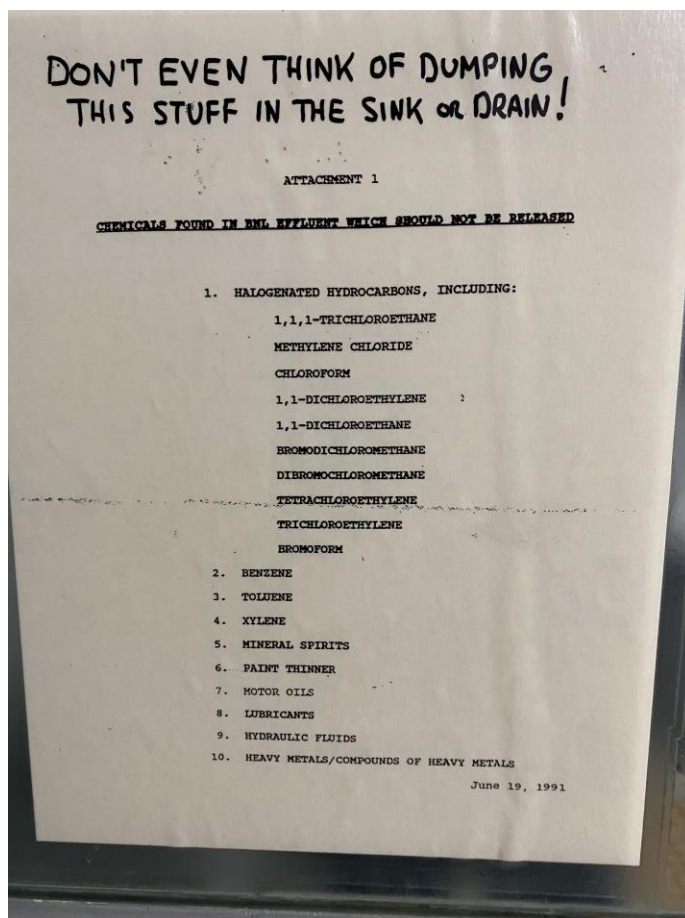 DON'T EVEN THINK OF DUMPING
THIS STUFF IN THE SINK OR DRAIN!
ATTACHMENT 1
CHEMICALS FOUND IN BNL EFFLUENT WHICH SHOULD NOT BE RELEASED
1. HALOGENATED HYDROCARBONS, INCLUDING:
1,1,1-TRICHLOROETHANE
METHYLENE CHLORIDE
CHLOROFORM
1,1-DICHLOROETHYLENE
1,1-DICHLOROETHANE
BROMODICHLOROMETHANE
DIBROMOCHLOROMETHANE
TETRACHLOROETHYLENE
TRICHLOROETHYLENE
BROMOFORM
2. BENZENE
3. TOLUENE
4. XYLENE
5. MINERAL SPIRITS
6. PAINT THINNER
7. MOTOR OILS
8. LUBRICANTS
9. HYDRAULIC FLUIDS
10. HEAVY METALS/COMPOUNDS OF HEAVY METALS
June 19, 1991